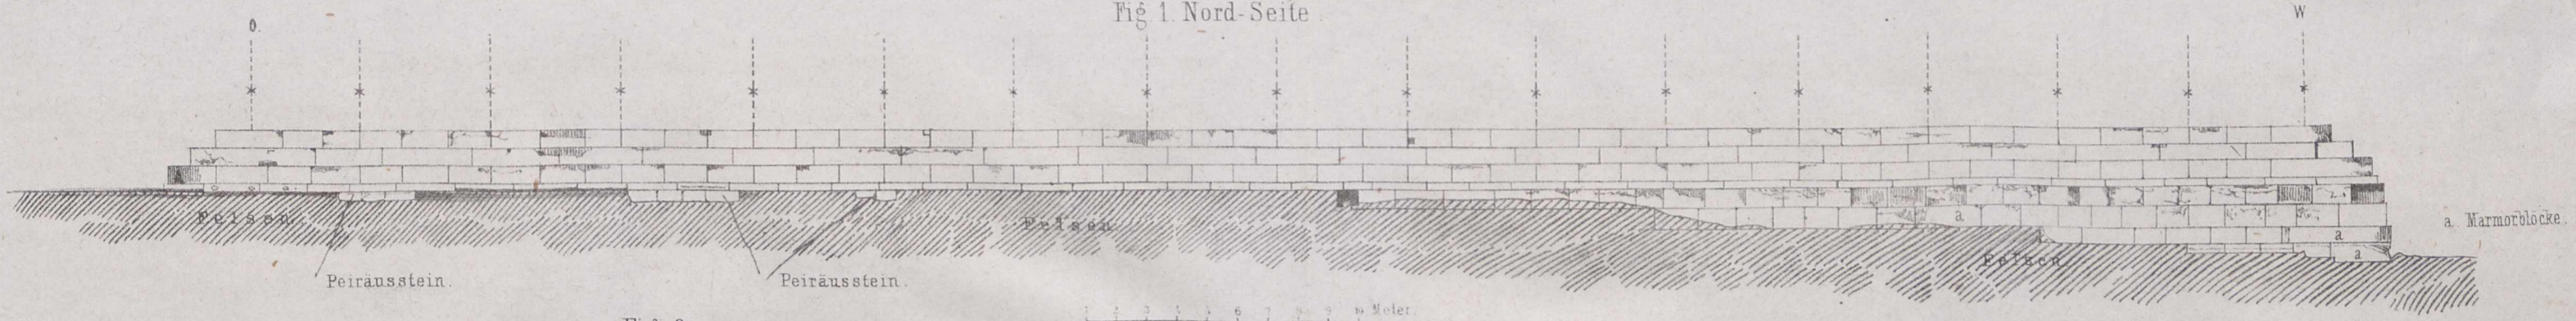 Fig 1. Nord-Seite.
O.
W
Felsen.
Felsen
a
a
a
a. Marmorblöcke.
Felsen
Peiräusstein.
Peiräusstein.
1 2 3 4 5 6 7 8 9 10 Meter.